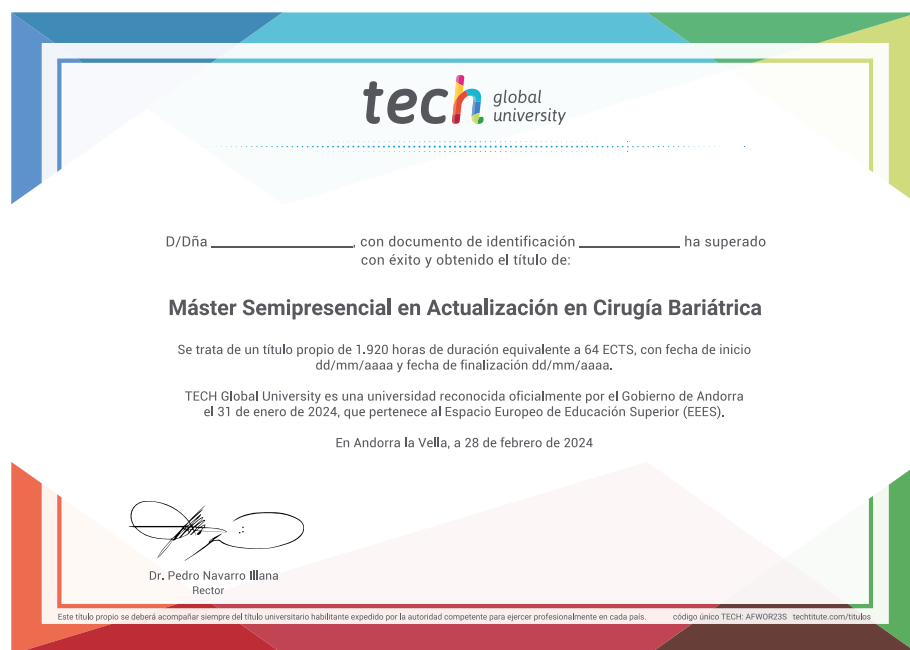 tech global university
D/Dña ______________, con documento de identificación __________ ha superado
con éxito y obtenido el título de:
Máster Semipresencial en Actualización en Cirugía Bariátrica
Se trata de un título propio de 1.920 horas de duración equivalente a 64 ECTS, con fecha de inicio
dd/mm/aaaa y fecha de finalización dd/mm/aaaa.
TECH Global University es una universidad reconocida oficialmente por el Gobierno de Andorra
el 31 de enero de 2024, que pertenece al Espacio Europeo de Educación Superior (EEES).
En Andorra la Vella, a 28 de febrero de 2024
Dr. Pedro Navarro Illana
Rector
Este título propio se deberá acompañar siempre del título universitario habilitante expedido por la autoridad competente para ejercer profesionalmente en cada país. código único TECH: AFWOR23S techtitute.com/titulos